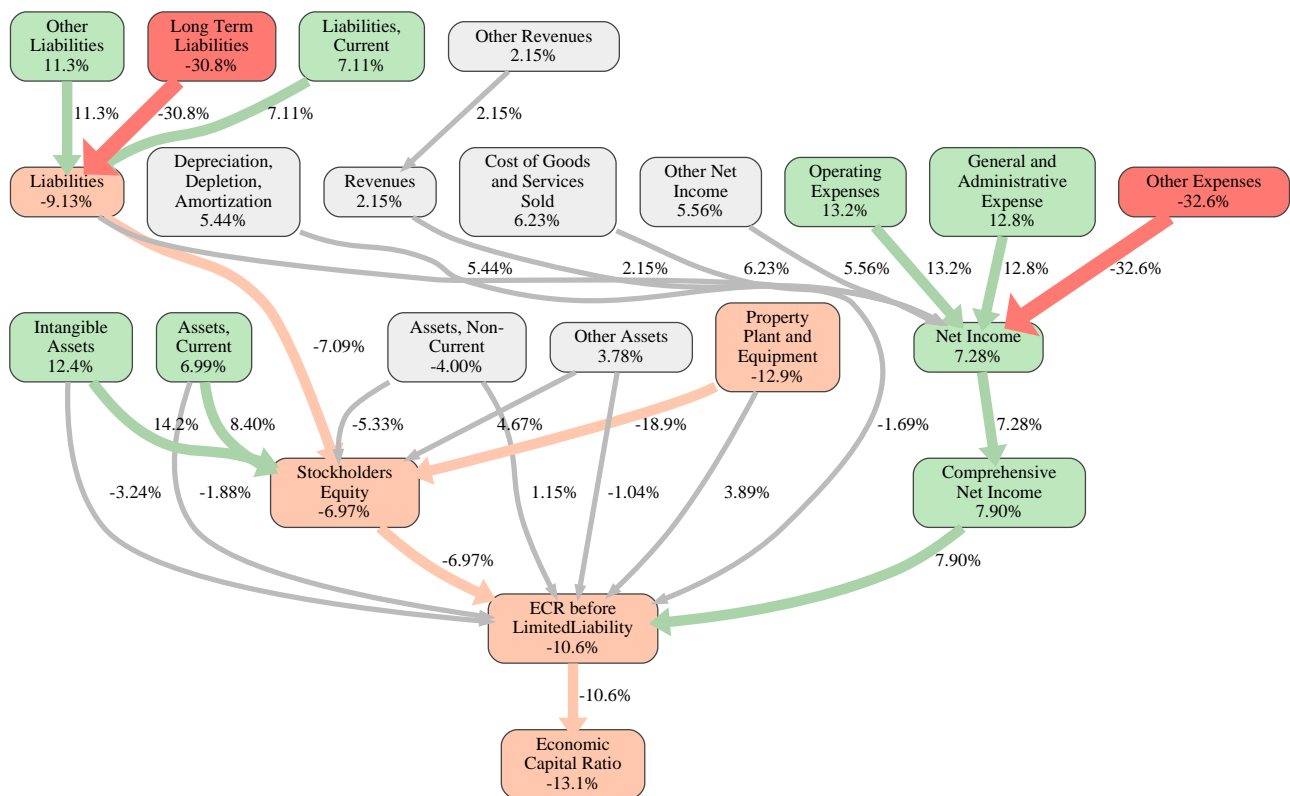 Other
Liabilities
11.3%
Long Term
Liabilities
-30.8%
Liabilities,
Current
7.11%
Other Revenues
2.15%
11.3%
-30.8%
7.11%
2.15%
Liabilities
-9.13%
Depreciation,
Depletion,
Amortization
5.44%
Revenues
2.15%
Cost of Goods
and Services
Sold
6.23%
Other Net
Income
5.56%
Operating
Expenses
13.2%
General and
Administrative
Expense
12.8%
Other Expenses
-32.6%
5.44%
2.15%
6.23%
5.56%
13.2%
12.8%
-32.6%
Intangible
Assets
12.4%
Assets,
Current
6.99%
-7.09%
Assets, Non-
Current
-4.00%
Other Assets
3.78%
Property
Plant and
Equipment
-12.9%
Net Income
7.28%
14.2%
8.40%
-5.33%
4.67%
-18.9%
-1.69%
7.28%
-3.24%
-1.88%
Stockholders
Equity
-6.97%
1.15%
-1.04%
3.89%
Comprehensive
Net Income
7.90%
-6.97%
7.90%
ECR before
LimitedLiability
-10.6%
-10.6%
Economic
Capital Ratio
-13.1%